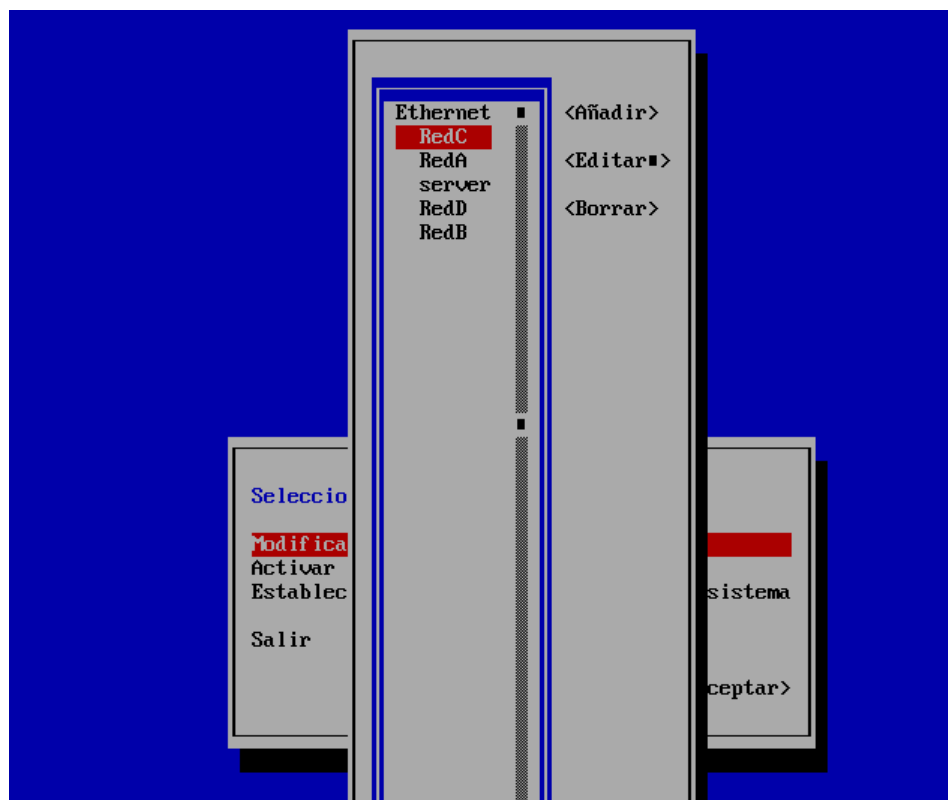 Ethernet <Añadir>
RedC
RedA <Editar>
server
RedD <Borrar>
RedB
Seleccio
Modifica
Activar
Establec sistema
Salir
ceptar>